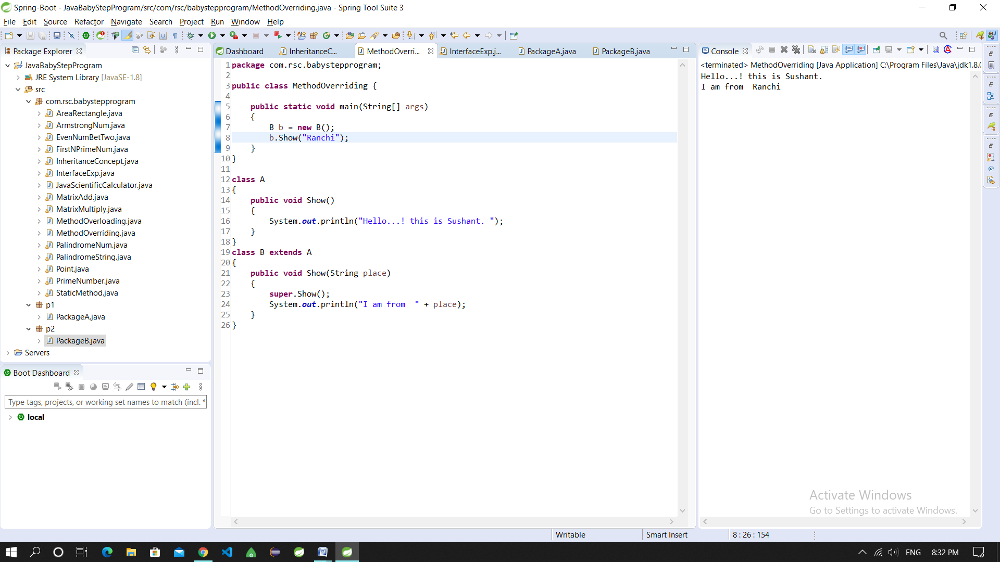 Spring-Boot - JavaBabyStepProgram/src/com/rsc/babystepprogram/MethodOverriding.java - Spring Tool Suite 3
File Edit Source Refactor Navigate Search Project Run Window Help
Package Explorer
JavaBabyStepProgram
JRE System Library [JavaSE-1.8]
src
com.rsc.babystepprogram
AreaRectangle.java
ArmstrongNum.java
EvenNumBetTwo.java
FirstNPrimeNum.java
InheritanceConcept.java
InterfaceExp.java
JavaScientificCalculator.java
MatrixAdd.java
MatrixMultiply.java
MethodOverloading.java
MethodOverriding.java
PalindromeNum.java
PalindromeString.java
Point.java
PrimeNumber.java
StaticMethod.java
p1
PackageA.java
p2
PackageB.java
Servers
Boot Dashboard
Type tags, projects, or working set names to match (incl. *
local
Dashboard InheritanceC... MethodOverri... InterfaceExp.j... PackageA.java PackageB.java
1 package com.rsc.babystepprogram;
2
3 public class MethodOverriding {
4
5     public static void main(String[] args)
6     {
7         B b = new B();
8         b.Show("Ranchi");
9     }
10 }
11
12 class A
13 {
14     public void Show()
15     {
16         System.out.println("Hello...! this is Sushant. ");
17     }
18 }
19 class B extends A
20 {
21     public void Show(String place)
22     {
23         super.Show();
24         System.out.println("I am from  " + place);
25     }
26 }
Console
<terminated> MethodOverriding [Java Application] C:\Program Files\Java\jdk1.8.0
Hello...! this is Sushant.
I am from  Ranchi
Activate Windows
Go to Settings to activate Windows.
Writable Smart Insert 8 : 26 : 154
ENG 8:32 PM